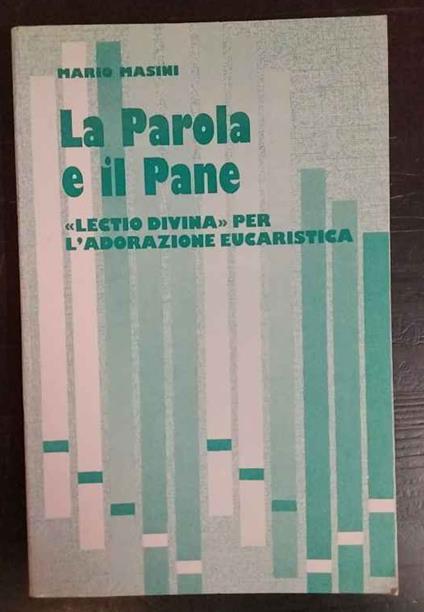 MARIO MASINI
La Parola
e il Pane
«LECTIO DIVINA» PER
L'ADORAZIONE EUCARISTICA